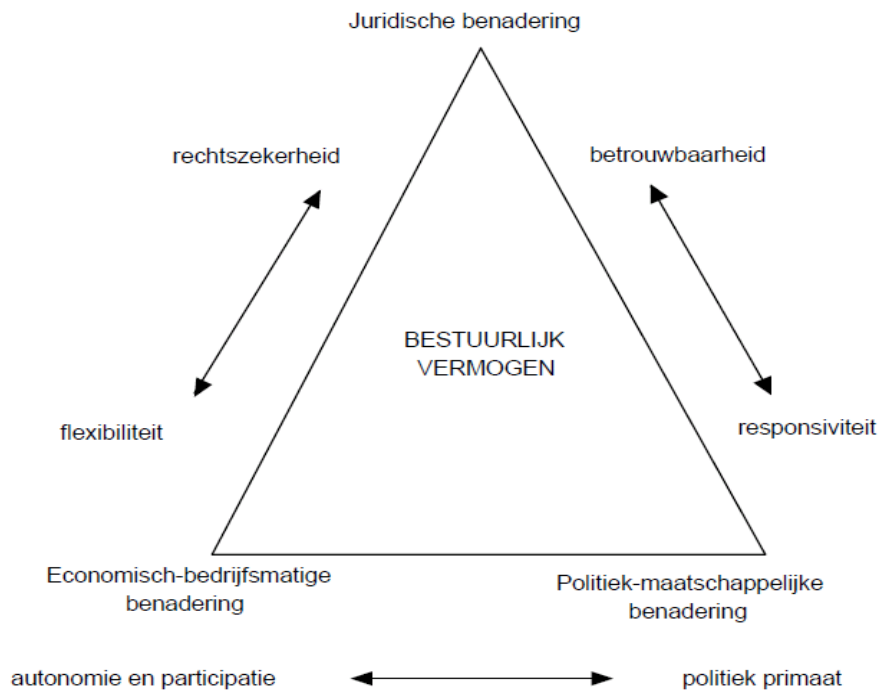 Juridische benadering
rechtszekerheid
betrouwbaarheid
BESTUURLIJK
VERMOGEN
flexibiliteit
responsiviteit
Economisch-bedrijfsmatige
benadering
Politiek-maatschappelijke
benadering
autonomie en participatie
politiek primaat